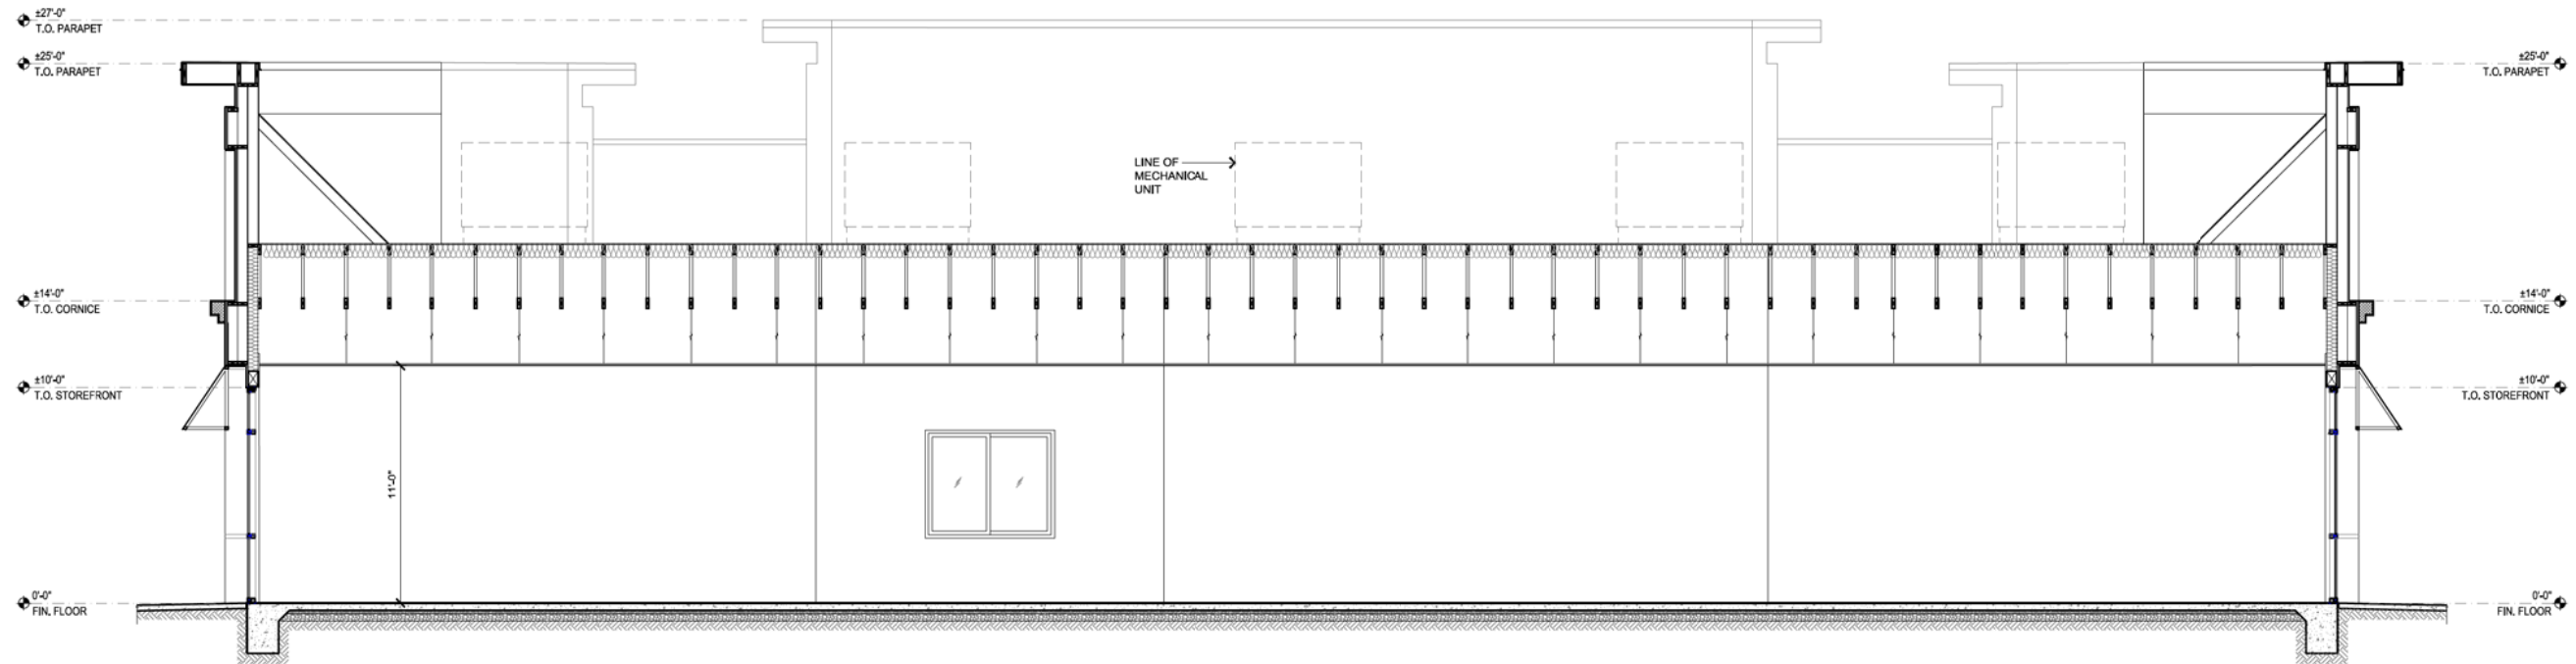 ±27'-0"
T.O. PARAPET
±25'-0"
T.O. PARAPET
±25'-0"
T.O. PARAPET
LINE OF
MECHANICAL
UNIT
±14'-0"
T.O. CORNICE
±14'-0"
T.O. CORNICE
±10'-0"
T.O. STOREFRONT
±10'-0"
T.O. STOREFRONT
11'-0"
0'-0"
FIN. FLOOR
0'-0"
FIN. FLOOR